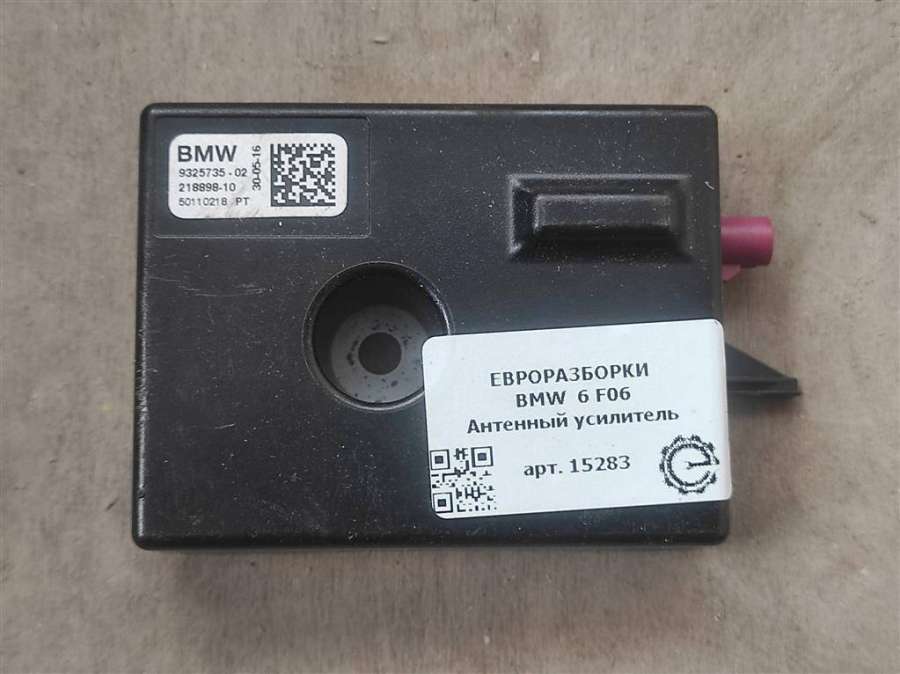 BMW
9325735 - 02
218898-10
50110218 PT
30-05-16
ЕВРОРАЗБОРКИ
BMW 6 F06
Антенный усилитель
арт. 15283